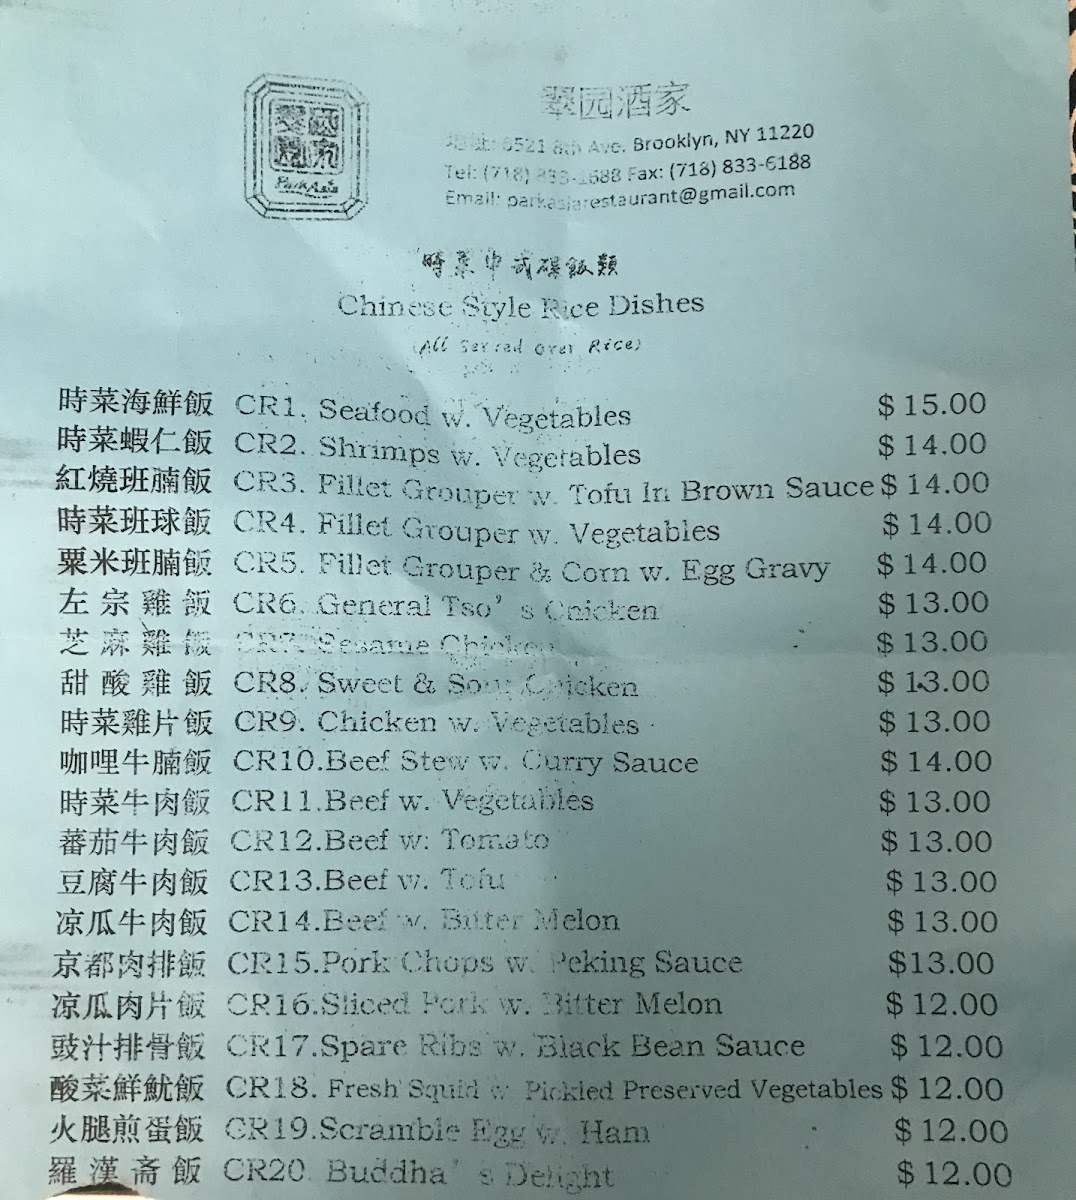 Park Asia
翠园酒家
地址: 6521 8th Ave. Brooklyn, NY 11220
Tel: (718) 833-1688 Fax: (718) 833-6188
Email: parkasiarestaurant@gmail.com
時菜中式碟飯類
Chinese Style Rice Dishes
(All Served Over Rice)
時菜海鮮飯 CR1. Seafood w. Vegetables $15.00
時菜蝦仁飯 CR2. Shrimps w. Vegetables $14.00
紅燒班腩飯 CR3. Fillet Grouper w. Tofu In Brown Sauce $14.00
時菜班球飯 CR4. Fillet Grouper w. Vegetables $14.00
粟米班腩飯 CR5. Fillet Grouper & Corn w. Egg Gravy $14.00
左宗雞飯 CR6. General Tso's Chicken $13.00
芝麻雞飯 CR7. Sesame Chicken $13.00
甜酸雞飯 CR8. Sweet & Sour Chicken $13.00
時菜雞片飯 CR9. Chicken w. Vegetables $13.00
咖哩牛腩飯 CR10.Beef Stew w. Curry Sauce $14.00
時菜牛肉飯 CR11.Beef w. Vegetables $13.00
蕃茄牛肉飯 CR12.Beef w: Tomato $13.00
豆腐牛肉飯 CR13.Beef w. Tofu $13.00
凉瓜牛肉飯 CR14.Beef w. Bitter Melon $13.00
京都肉排飯 CR15.Pork Chops w. Peking Sauce $13.00
凉瓜肉片飯 CR16.Sliced Pork w. Bitter Melon $12.00
豉汁排骨飯 CR17.Spare Ribs w. Black Bean Sauce $12.00
酸菜鮮魷飯 CR18. Fresh Squid w Pickled Preserved Vegetables $12.00
火腿煎蛋飯 CR19.Scramble Egg w. Ham $12.00
羅漢斋飯 CR20. Buddha's Delight $12.00